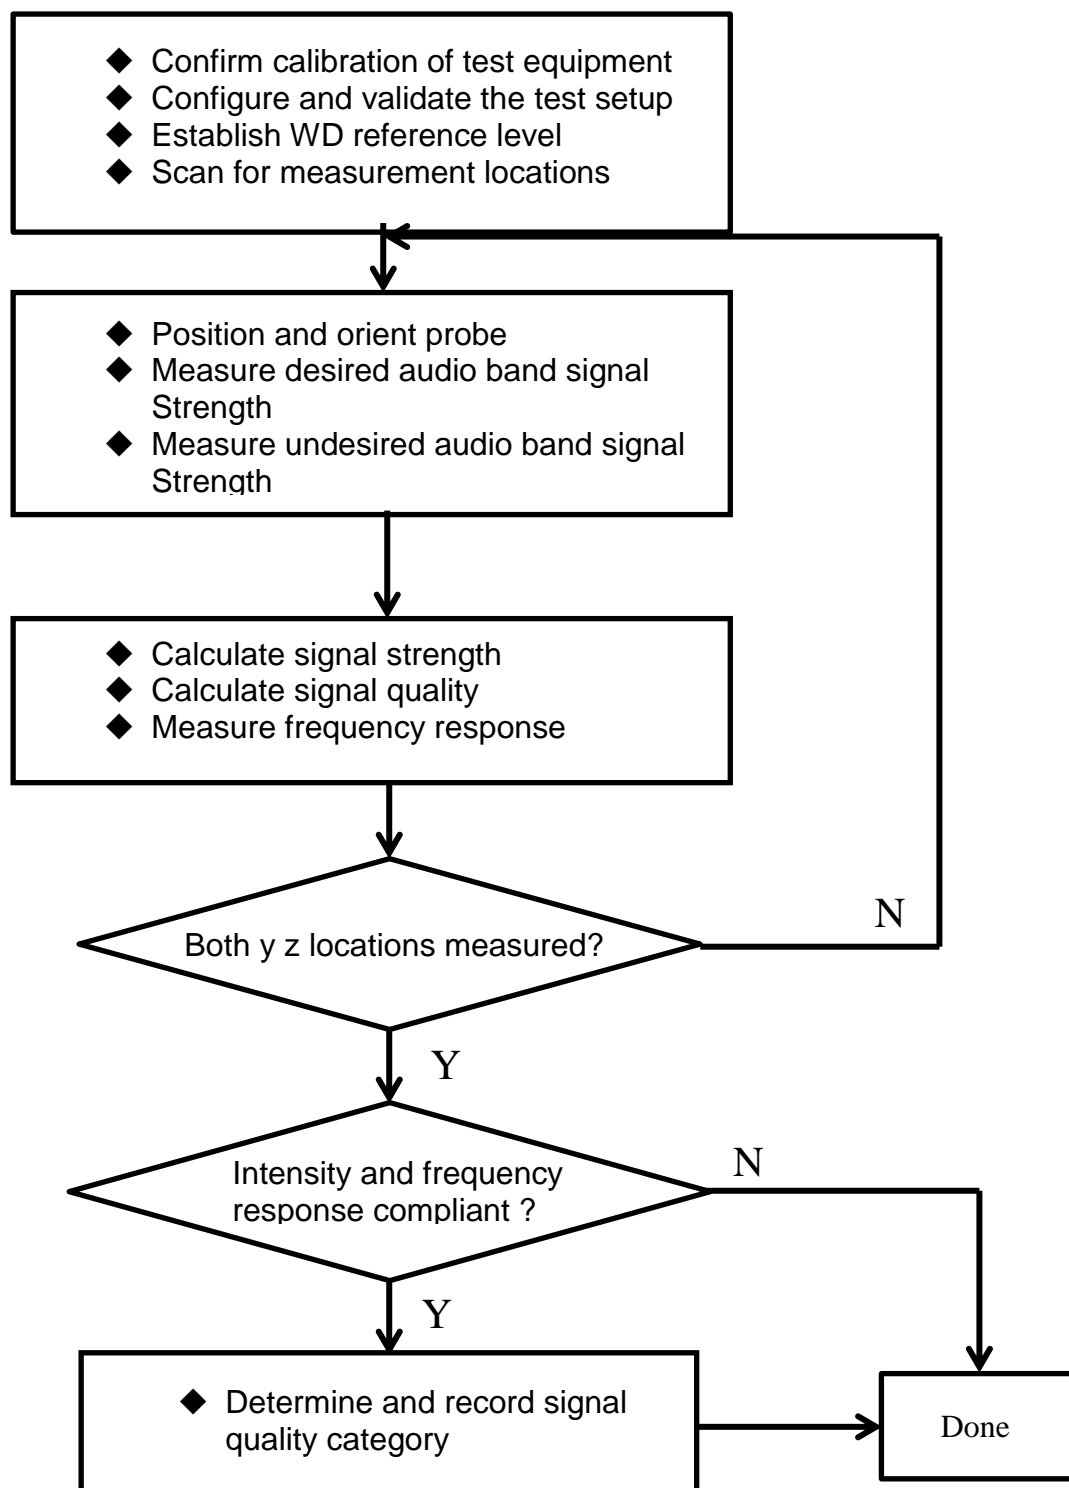 ◆ Confirm calibration of test equipment
◆ Configure and validate the test setup
◆ Establish WD reference level
◆ Scan for measurement locations
◆ Position and orient probe
◆ Measure desired audio band signal
Strength
◆ Measure undesired audio band signal
Strength
◆ Calculate signal strength
◆ Calculate signal quality
◆ Measure frequency response
Both y z locations measured?
N
Y
Intensity and frequency
response compliant ?
N
Y
◆ Determine and record signal
quality category
Done